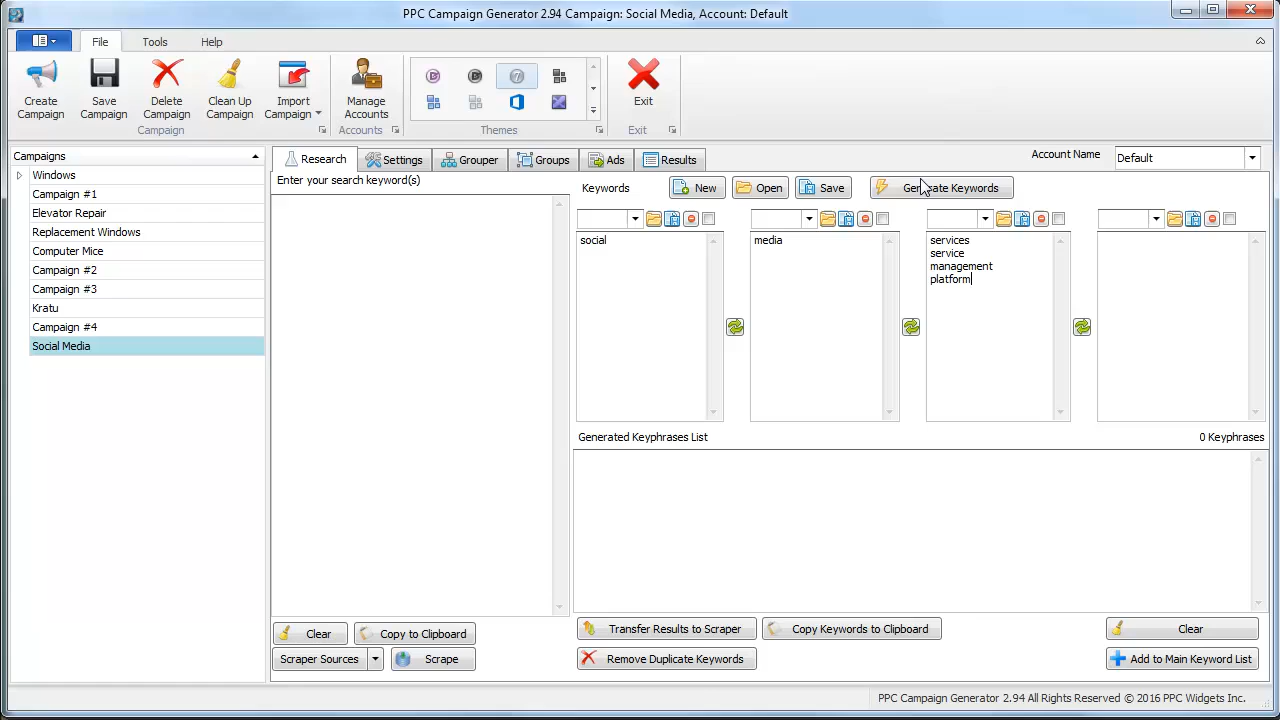 PPC Campaign Generator 2.94 Campaign: Social Media, Account: Default
File
Tools
Help
Create Campaign
Save Campaign
Delete Campaign
Clean Up Campaign
Import Campaign
Manage Accounts
Exit
Campaign
Accounts
Themes
Exit
Campaigns
Windows
Campaign #1
Elevator Repair
Replacement Windows
Computer Mice
Campaign #2
Campaign #3
Kratu
Campaign #4
Social Media
Research
Settings
Grouper
Groups
Ads
Results
Account Name
Default
Enter your search keyword(s)
Keywords
New
Open
Save
Generate Keywords
social
media
services
service
management
platform
Generated Keyphrases List
0 Keyphrases
Clear
Copy to Clipboard
Scraper Sources
Scrape
Transfer Results to Scraper
Copy Keywords to Clipboard
Clear
Remove Duplicate Keywords
Add to Main Keyword List
PPC Campaign Generator 2.94 All Rights Reserved © 2016 PPC Widgets Inc.